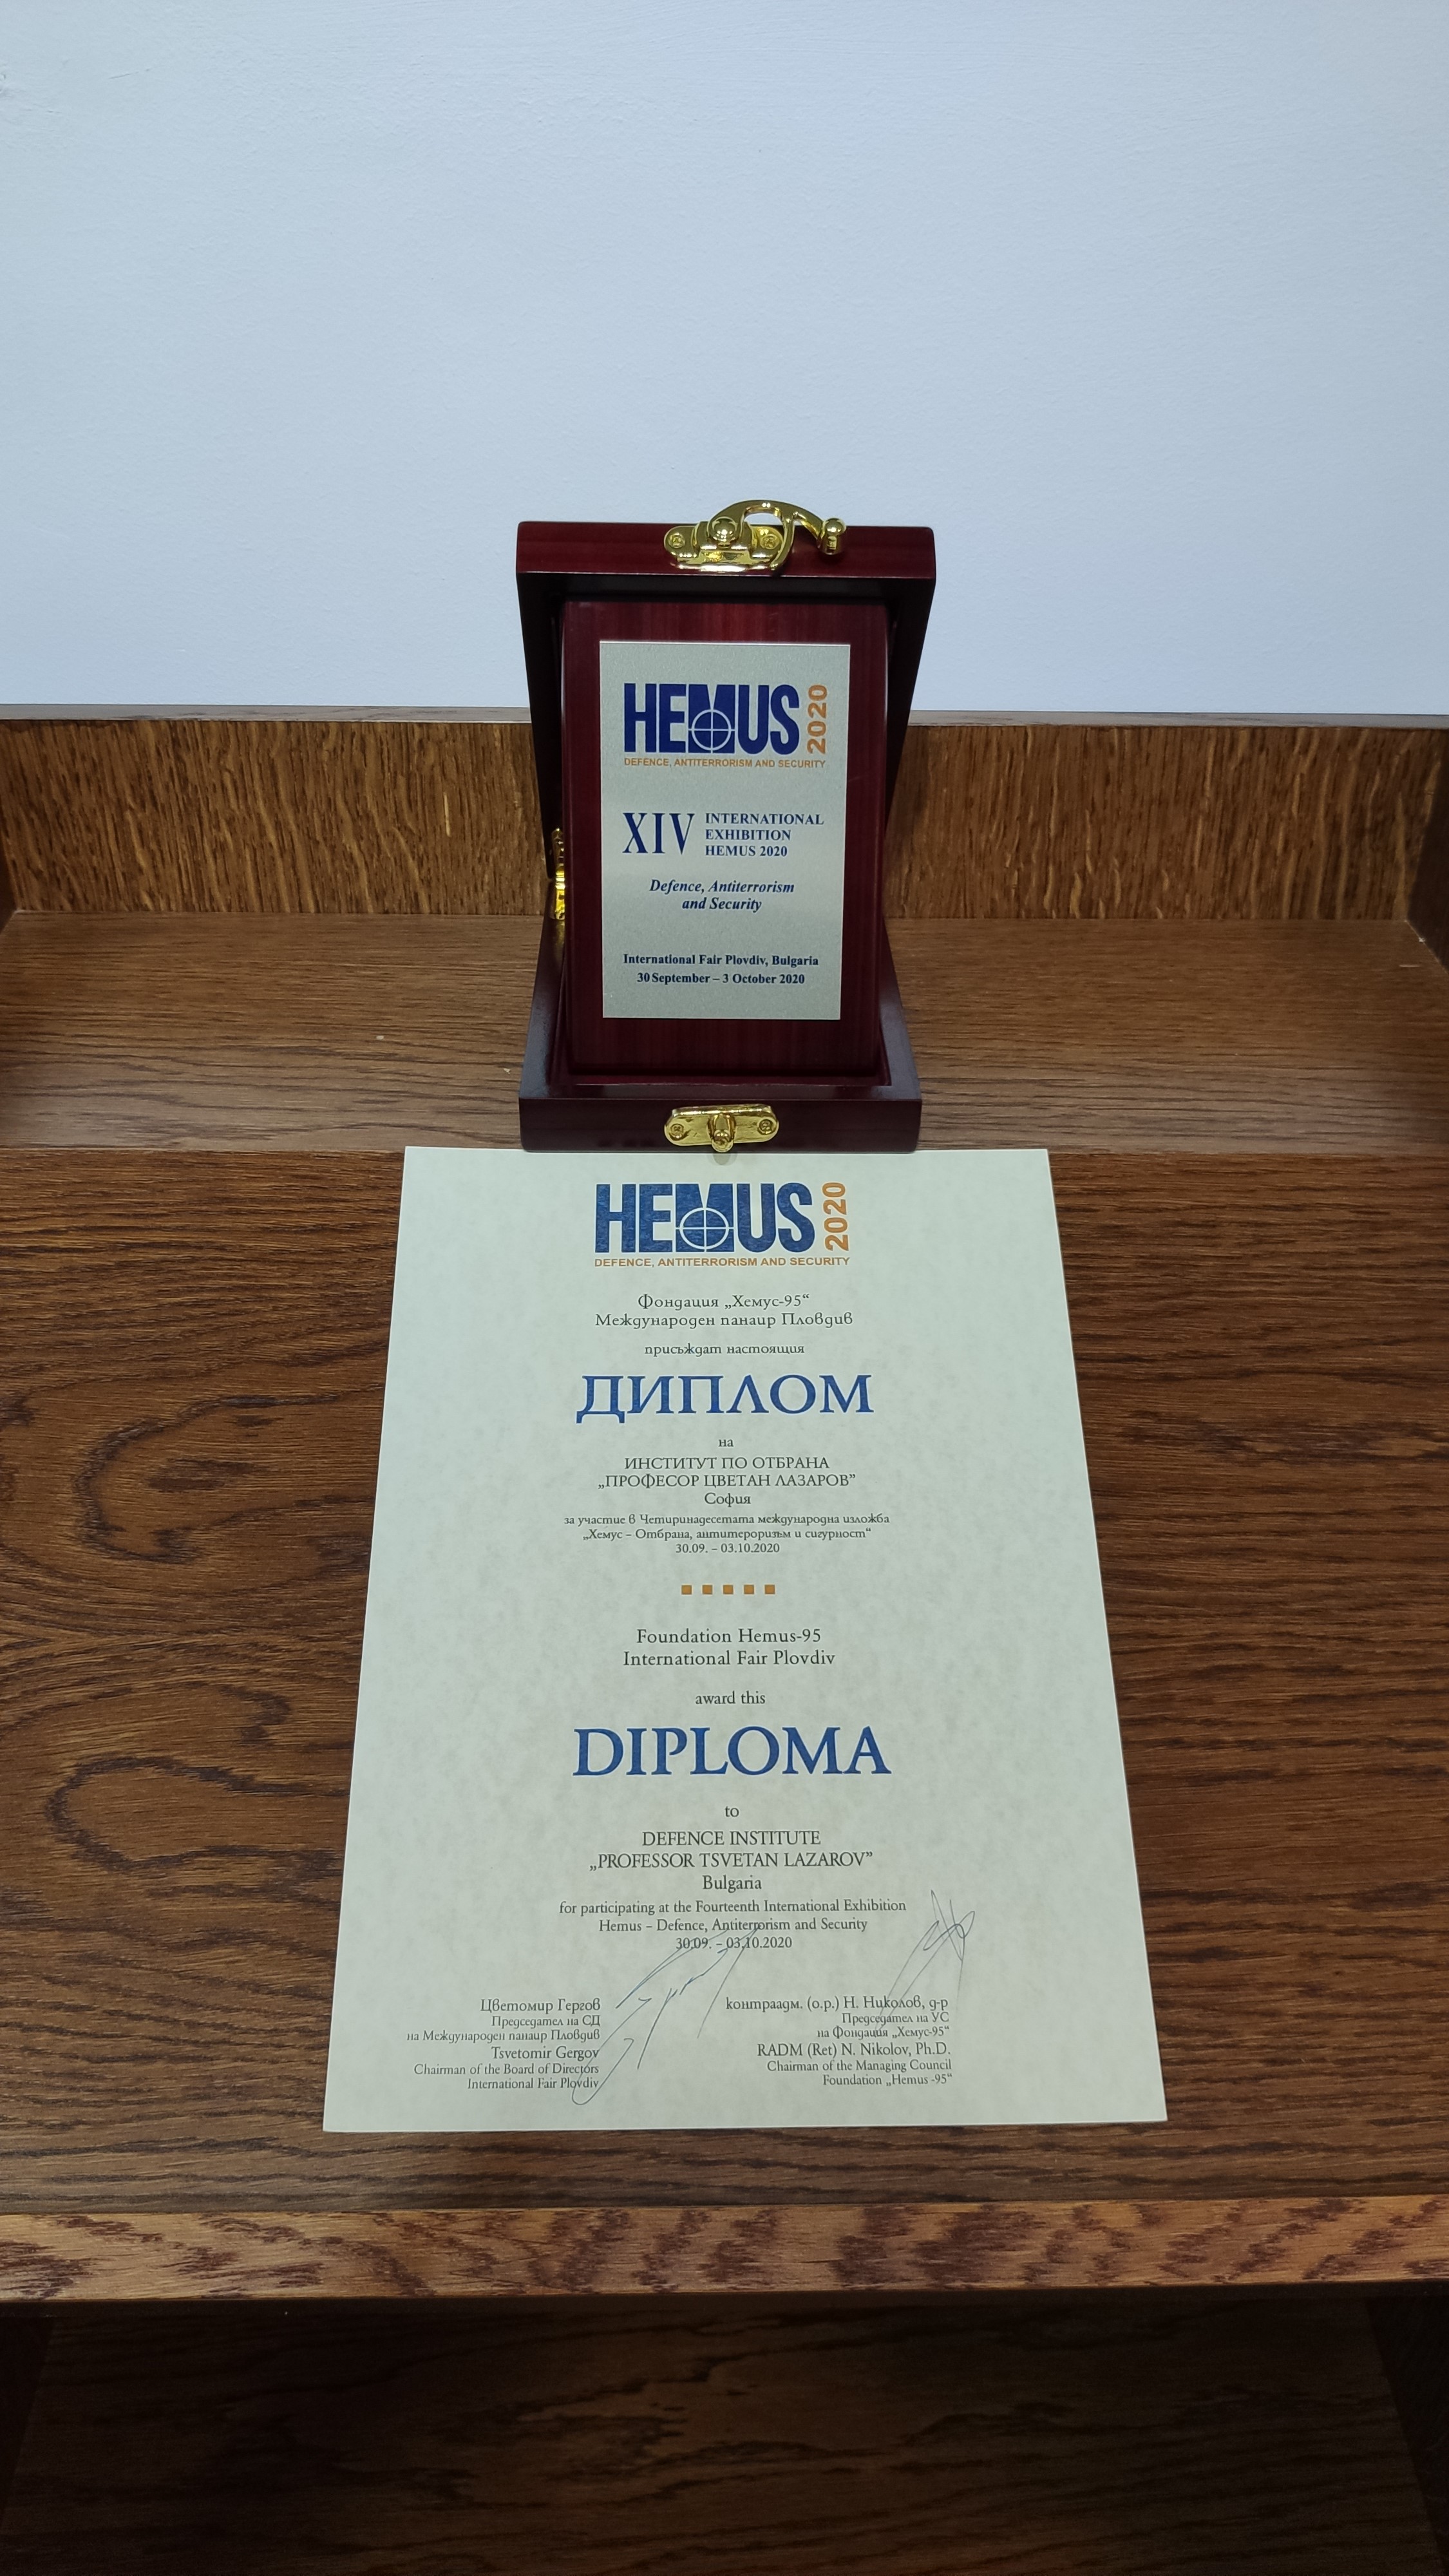 HEMUS 2020
DEFENCE, ANTITERRORISM AND SECURITY
XIV INTERNATIONAL
EXHIBITION
HEMUS 2020
Defence, Antiterrorism
and Security
International Fair Plovdiv, Bulgaria
30 September – 3 October 2020
HEMUS 2020
DEFENCE, ANTITERRORISM AND SECURITY
Фондация „Хемус-95“
Международен панаир Пловдив
присъждат настоящия
ДИПЛОМ
на
ИНСТИТУТ ПО ОТБРАНА
„ПРОФЕСОР ЦВЕТАН ЛАЗАРОВ”
София
за участие в Четиринадесетата международна изложба
„Хемус – Отбрана, антитероризъм и сигурност“
30.09. – 03.10.2020
Foundation Hemus-95
International Fair Plovdiv
award this
DIPLOMA
to
DEFENCE INSTITUTE
„PROFESSOR TSVETAN LAZAROV”
Bulgaria
for participating at the Fourteenth International Exhibition
Hemus – Defence, Antiterrorism and Security
30.09. – 03.10.2020
Цветомир Гергов
Председател на СД
на Международен панаир Пловдив
Tsvetomir Gergov
Chairman of the Board of Directors
International Fair Plovdiv
контраадм. (о.р.) Н. Николов, д-р
Председател на УС
на Фондация „Хемус-95“
RADM (Ret) N. Nikolov, Ph.D.
Chairman of the Managing Council
Foundation „Hemus -95“